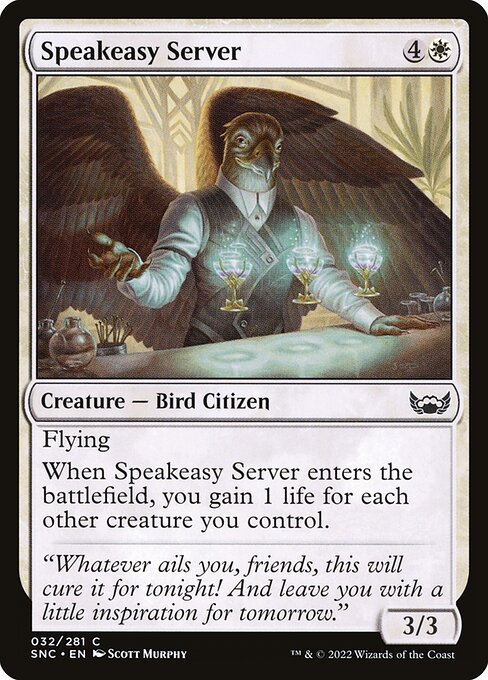 Speakeasy Server 4
Creature — Bird Citizen
Flying
When Speakeasy Server enters the
battlefield, you gain 1 life for each
other creature you control.
“Whatever ails you, friends, this will
cure it for tonight! And leave you with a
little inspiration for tomorrow.”
3/3
032/281 C
SNC • EN Scott Murphy
™ & © 2022 Wizards of the Coast